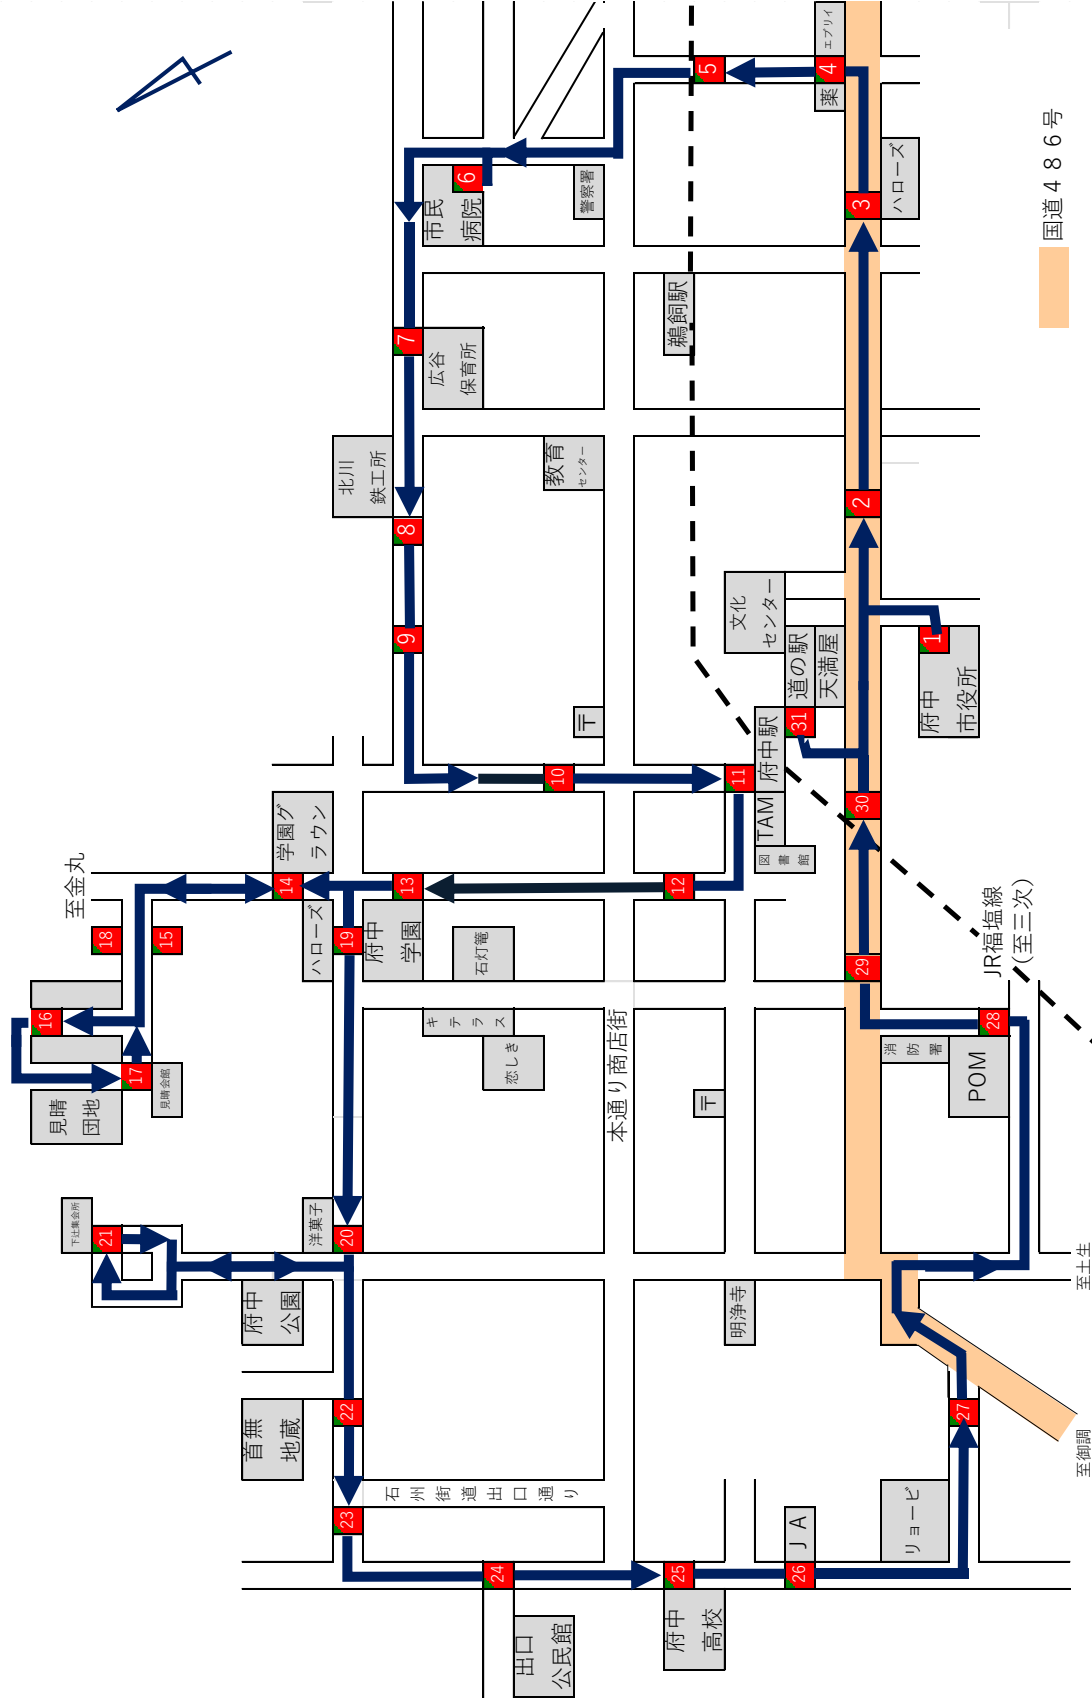 エブリイ
薬
4
5
国道４８６号
ハローズ
3
警察署
6
市民
病院
鵜飼駅
7
広谷
保育所
北川
鉄工所
教育
センター
2
8
文化
センター
9
1
府中
市役所
道の駅
天満屋
31
〒
府中駅
10
11
30
TAM
図書館
学園グ
ラウン
至金丸
14
13
12
18
15
ハローズ
19
府中
学園
石灯篭
29
JR福塩線
（至三次）
16
キテラス
28
恋しき
本通り商店街
消防署
POM
17
見晴会館
見晴
団地
〒
下辻集会所
21
洋菓子
20
至土生
府中
公園
明浄寺
22
27
首無
地蔵
至御調
石州街道出口通り
23
リョービ
ＪＡ
24
25
26
府中
高校
出口
公民館